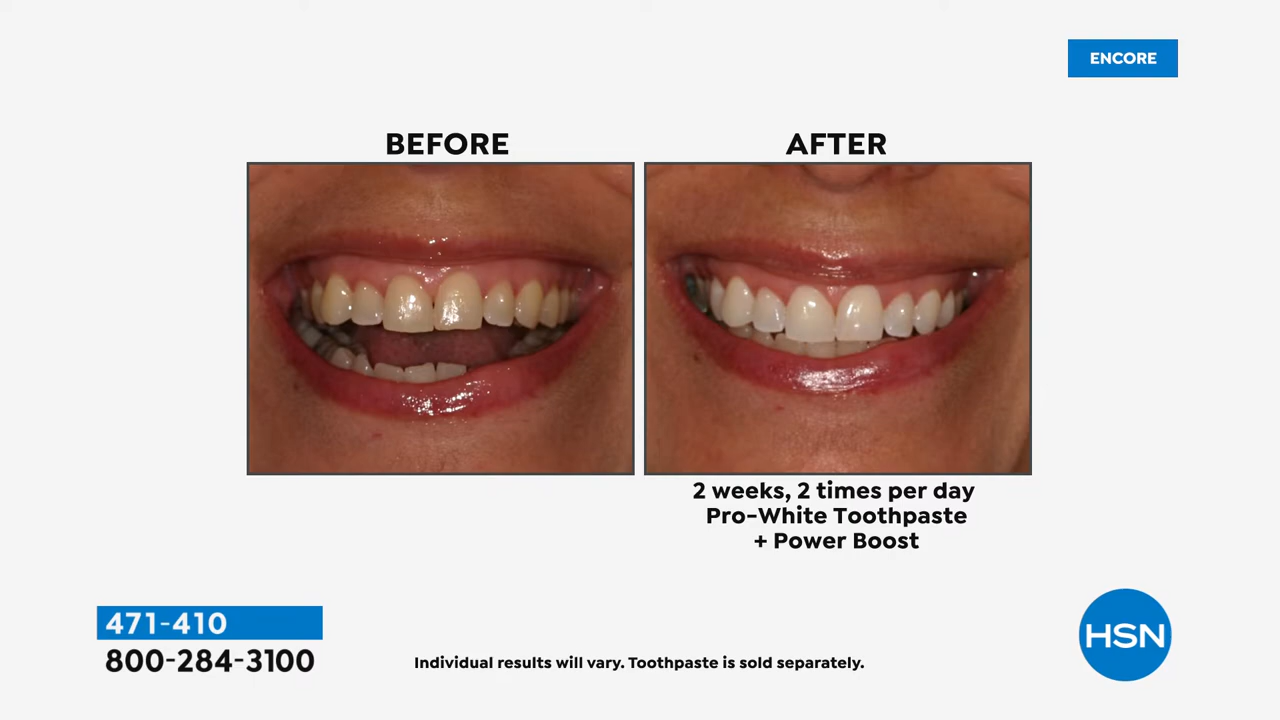 ENCORE
BEFORE
AFTER
2 weeks, 2 times per day
Pro-White Toothpaste
+ Power Boost
471-410
800-284-3100
Individual results will vary. Toothpaste is sold separately.
HSN